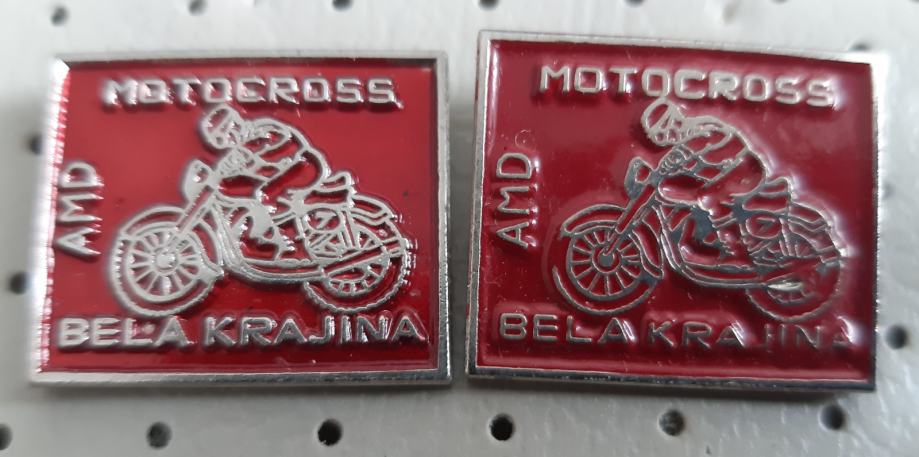 MOTOCROSS
AMD
BELA KRAJINA
MOTOCROSS
AMD
BELA KRAJINA